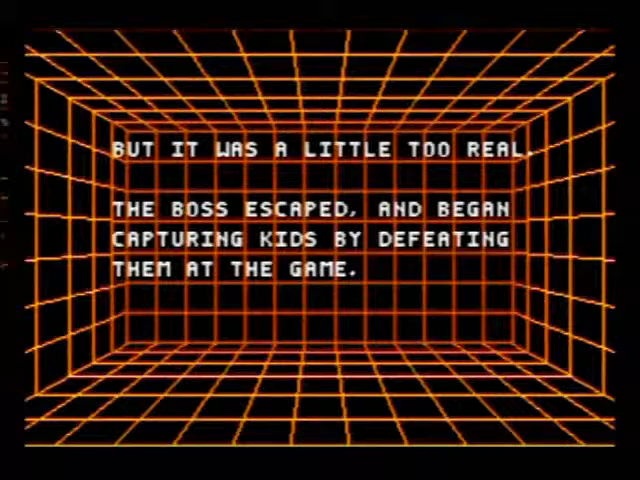 BUT IT WAS A LITTLE TOO REAL.
THE BOSS ESCAPED, AND BEGAN
CAPTURING KIDS BY DEFEATING
THEM AT THE GAME.